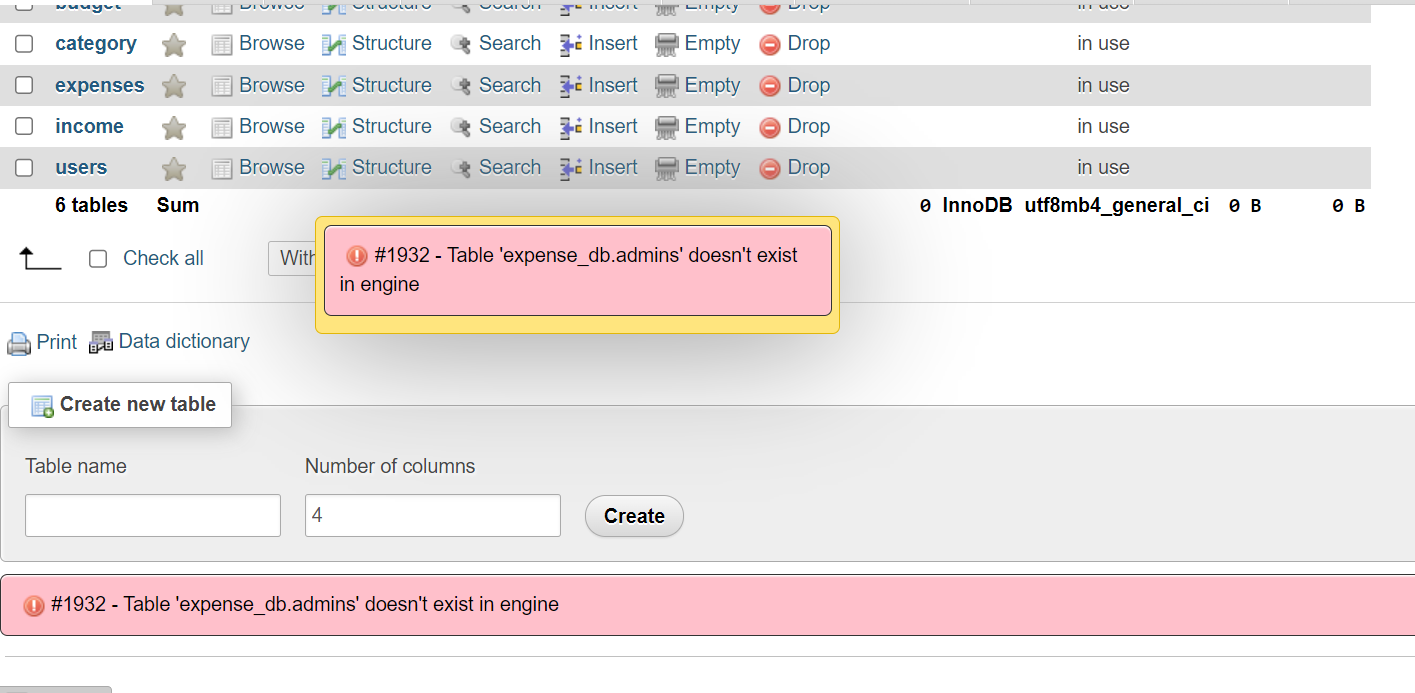 budget Browse Structure Search Insert Empty Drop in use
category Browse Structure Search Insert Empty Drop in use
expenses Browse Structure Search Insert Empty Drop in use
income Browse Structure Search Insert Empty Drop in use
users Browse Structure Search Insert Empty Drop in use
6 tables Sum 0 InnoDB utf8mb4_general_ci 0 B 0 B
Check all With
#1932 - Table 'expense_db.admins' doesn't exist
in engine
Print Data dictionary
Create new table
Table name Number of columns
4 Create
#1932 - Table 'expense_db.admins' doesn't exist in engine